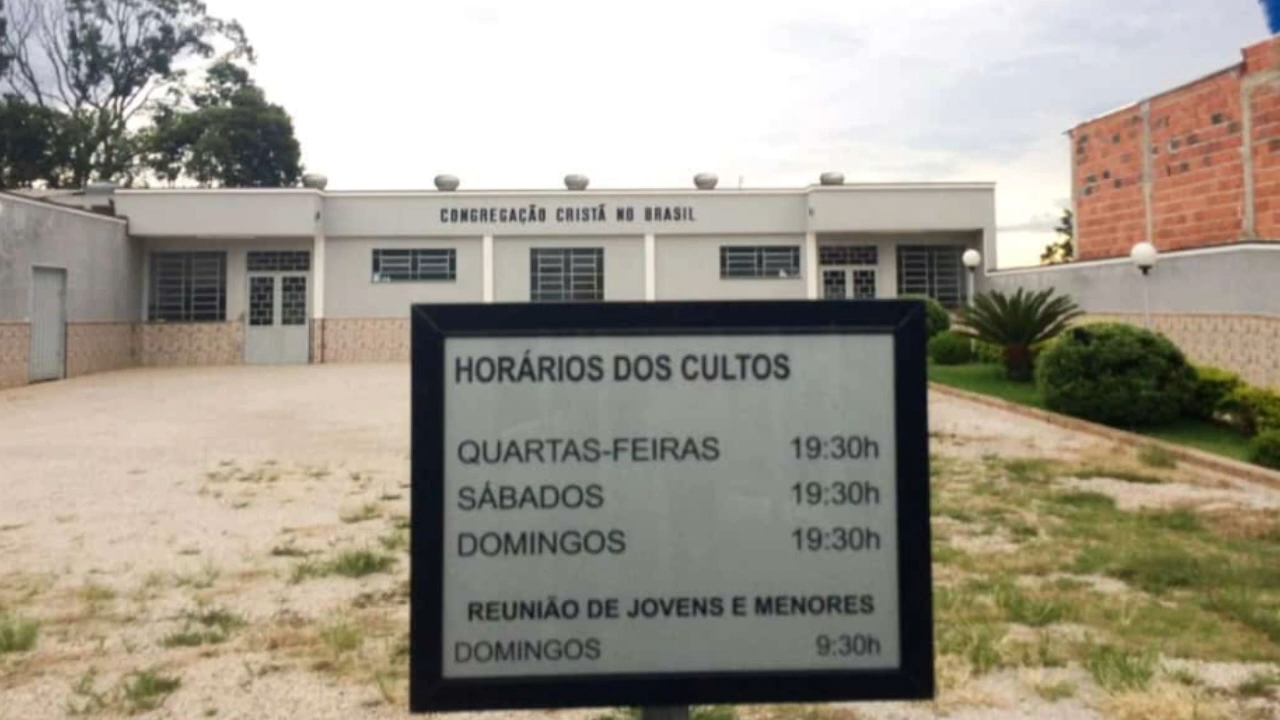 CONGREGAÇÃO CRISTÃ NO BRASIL
HORÁRIOS DOS CULTOS
QUARTAS-FEIRAS 19:30h
SÁBADOS 19:30h
DOMINGOS 19:30h
REUNIÃO DE JOVENS E MENORES
DOMINGOS 9:30h